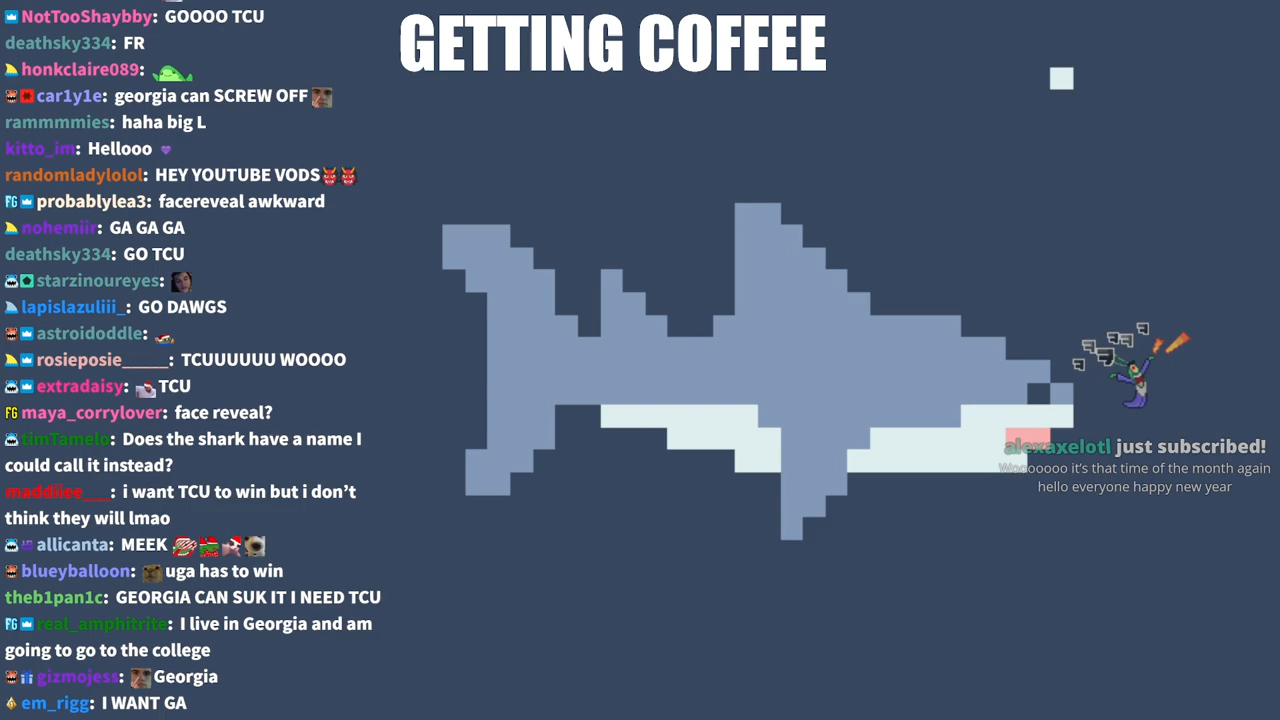 NotTooShaybby: GOOOO TCU
deathsky334: FR
honkclaire089:
car1y1e: georgia can SCREW OFF
rammmmies: haha big L
kitto_im: Hellooo
randomladylolol: HEY YOUTUBE VODS
FG probablylea3: facereveal awkward
nohemiir: GA GA GA
deathsky334: GO TCU
starzinoureyes:
lapislazuliii_: GO DAWGS
astroidoddle:
rosieposie_____: TCUUUUUU WOOOO
extradaisy: TCU
FG maya_corrylover: face reveal?
timTamelo: Does the shark have a name I
could call it instead?
maddiiee___: i want TCU to win but i don't
think they will lmao
allicanta: MEEK
blueyballoon: uga has to win
theb1pan1c: GEORGIA CAN SUK IT I NEED TCU
FG real_amphitrite: I live in Georgia and am
going to go to the college
gizmojess: Georgia
em_rigg: I WANT GA
GETTING COFFEE
alexaxelotl just subscribed!
Wooooooo it's that time of the month again
hello everyone happy new year